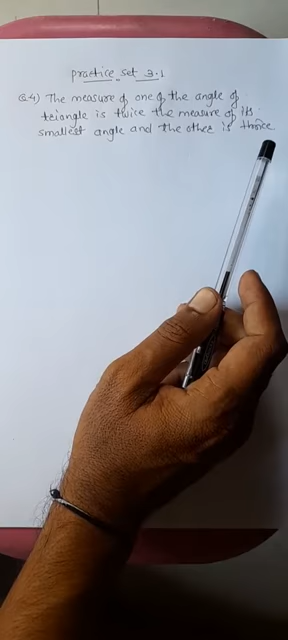 practice set 3.1
Q.4) The measure of one of the angle of
triangle is twice the measure of its
smallest angle and the other is thrice